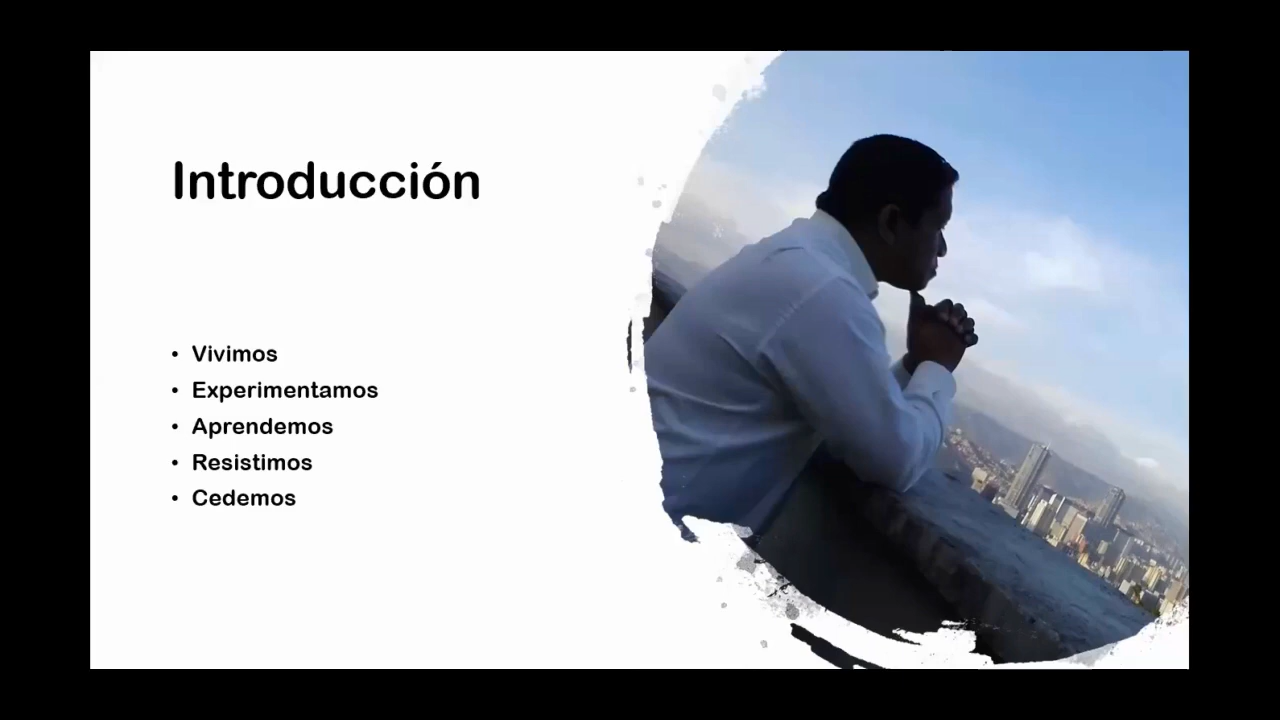 Introducción
• Vivimos
• Experimentamos
• Aprendemos
• Resistimos
• Cedemos